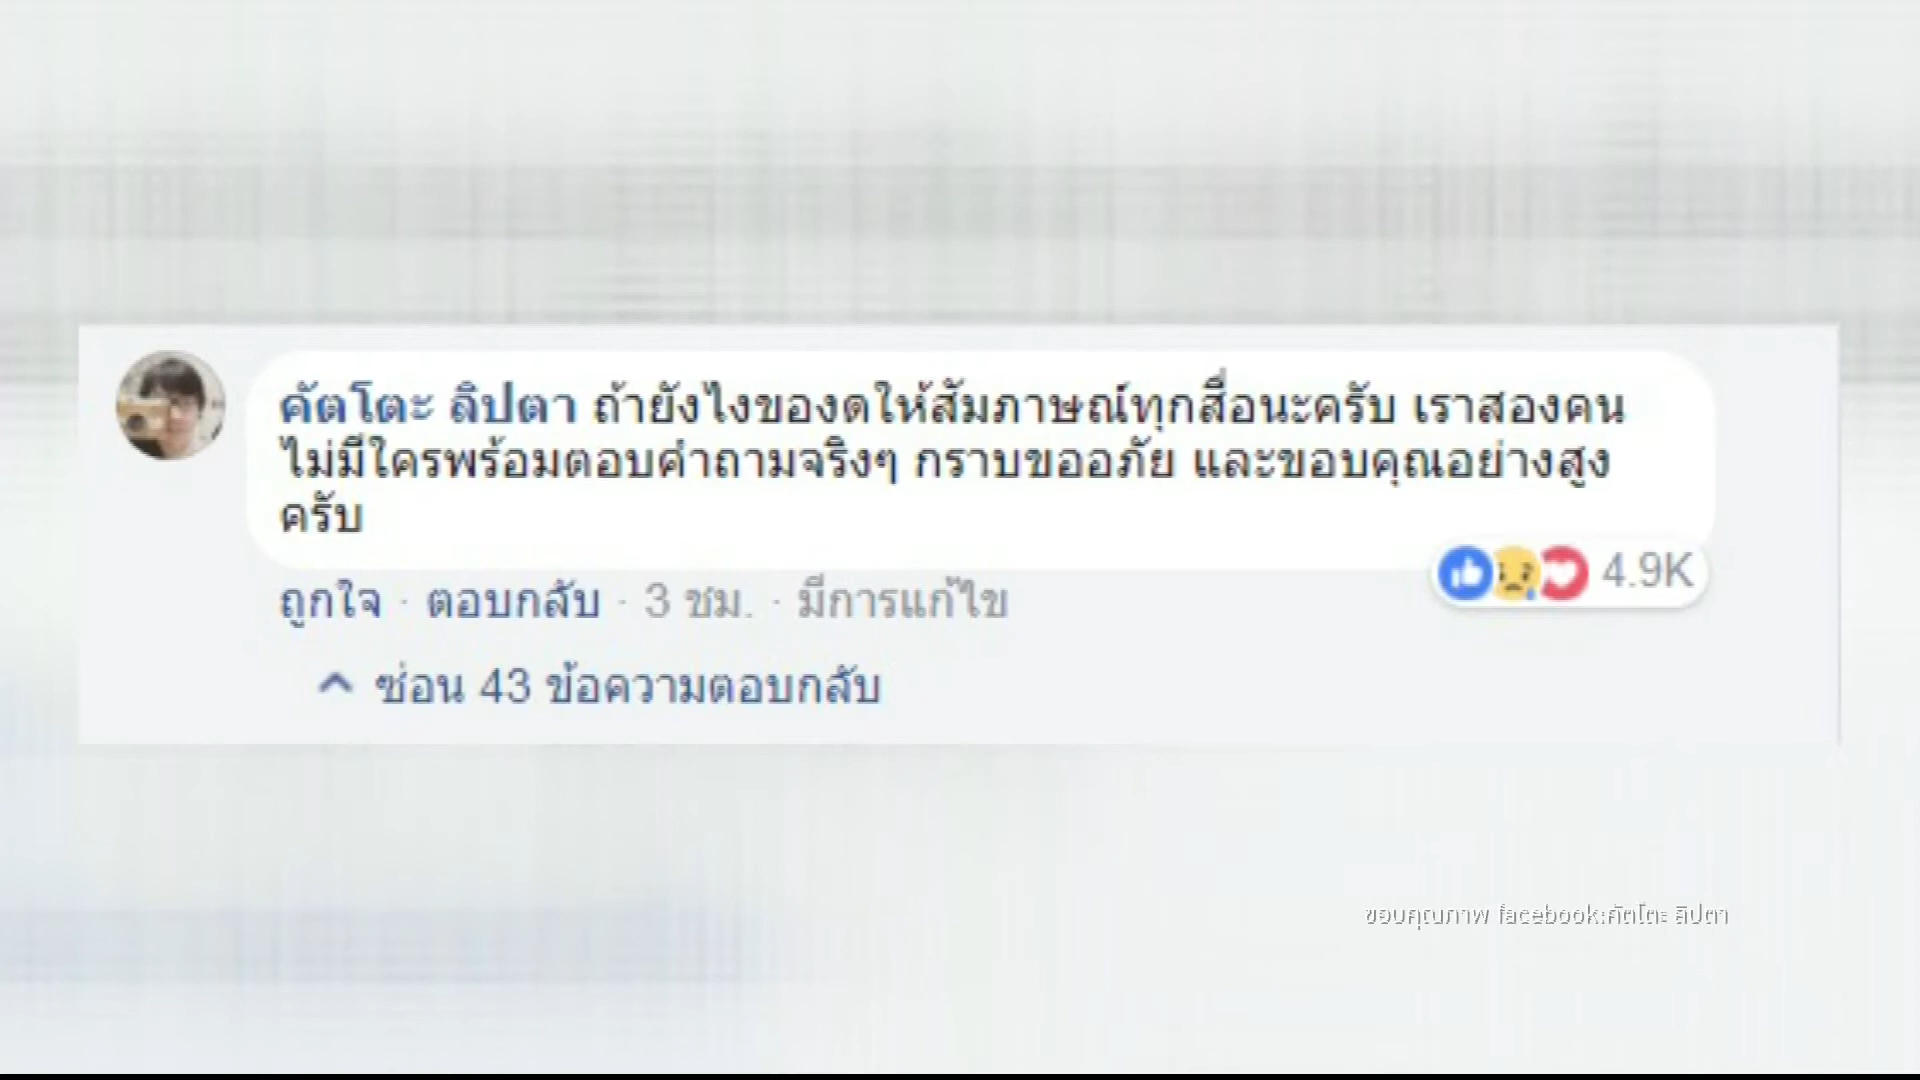 คัตโตะ ลิปตา ถ้ายังไงของดให้สัมภาษณ์ทุกสื่อนะครับ เราสองคน
ไม่มีใครพร้อมตอบคำถามจริงๆ กราบขออภัย และขอบคุณอย่างสูง
ครับ
4.9K
ถูกใจ · ตอบกลับ · 3 ชม. · มีการแก้ไข
ซ่อน 43 ข้อความตอบกลับ
ขอบคุณภาพ facebook:คัตโตะ ลิปตา